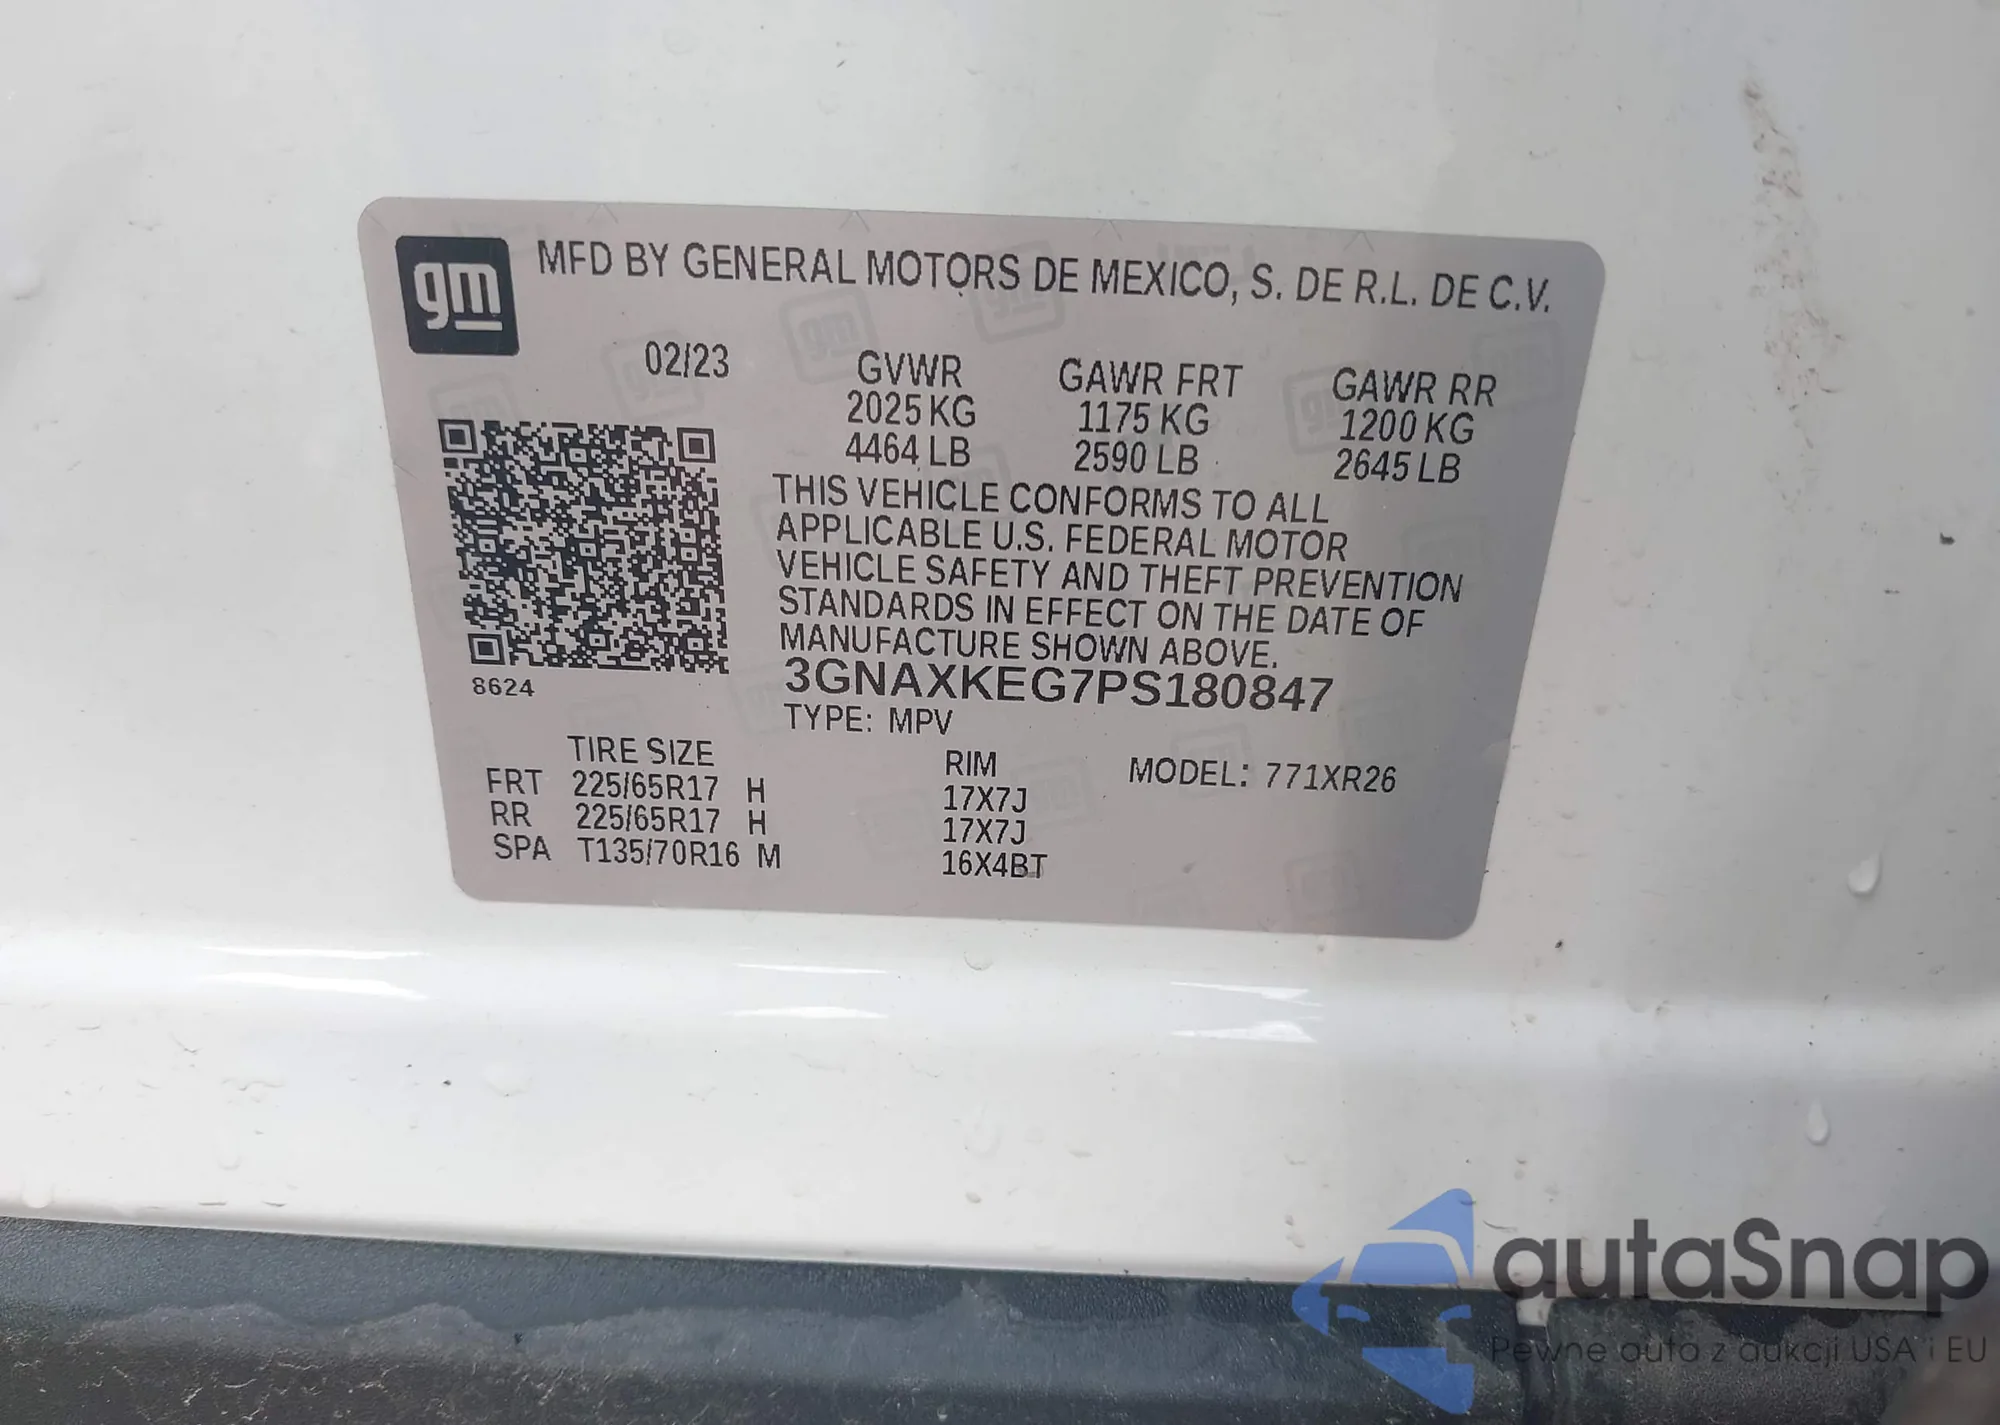 gm
MFD BY GENERAL MOTORS DE MEXICO, S. DE R.L. DE C.V.
02/23 GVWR GAWR FRT GAWR RR
2025 KG 1175 KG 1200 KG
4464 LB 2590 LB 2645 LB
THIS VEHICLE CONFORMS TO ALL
APPLICABLE U.S. FEDERAL MOTOR
VEHICLE SAFETY AND THEFT PREVENTION
STANDARDS IN EFFECT ON THE DATE OF
MANUFACTURE SHOWN ABOVE.
8624 3GNAXKEG7PS180847
TYPE: MPV
TIRE SIZE RIM MODEL: 771XR26
FRT 225/65R17 H 17X7J
RR 225/65R17 H 17X7J
SPA T135/70R16 M 16X4BT
autaSnap
Pewne auta z aukcji USA i EU